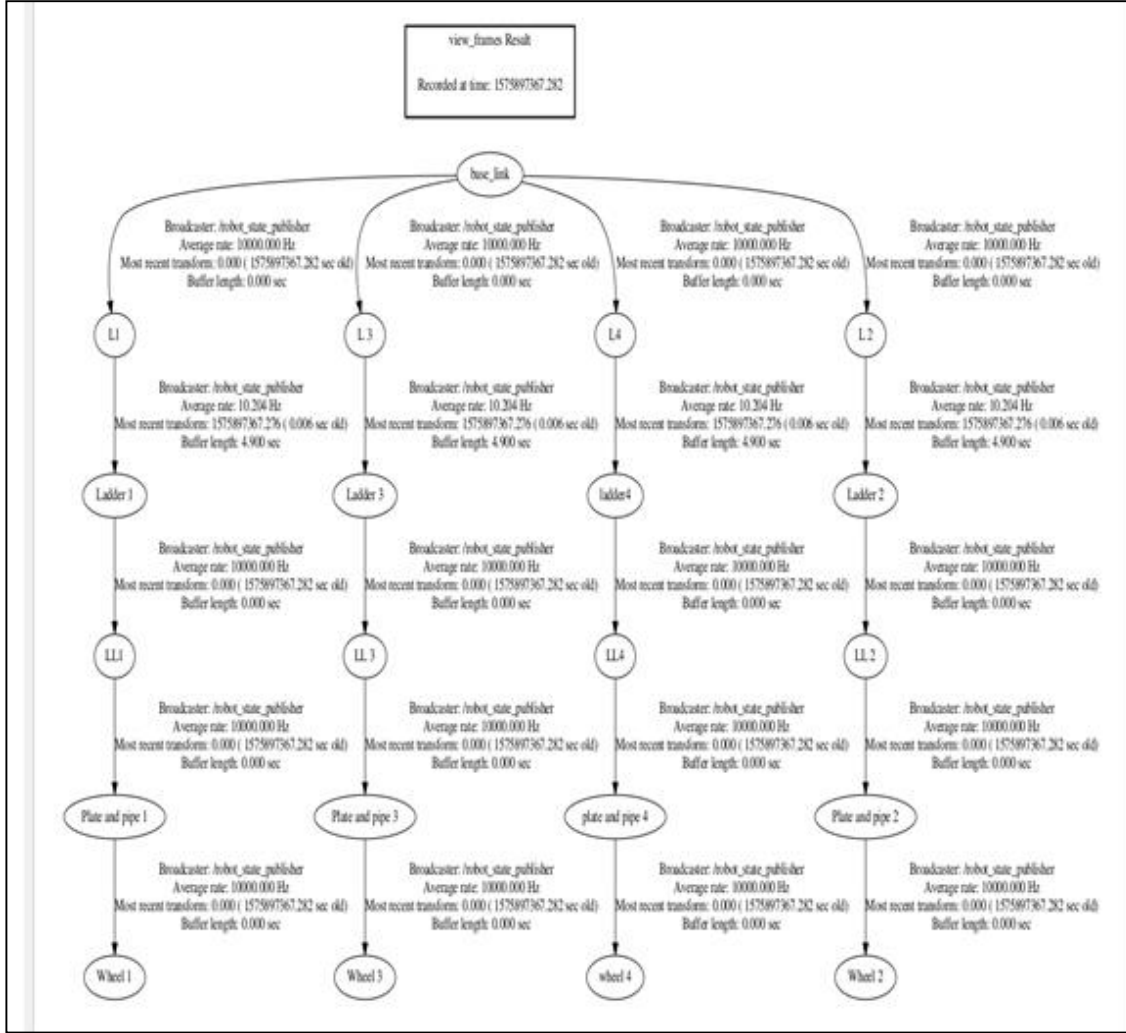 view_frames Result
Recorded at time: 1575897367.282
base_link
Broadcaster: /robot_state_publisher
Average rate: 10000.000 Hz
Most recent transform: 0.000 ( 1575897367.282 sec old)
Buffer length: 0.000 sec
Broadcaster: /robot_state_publisher
Average rate: 10000.000 Hz
Most recent transform: 0.000 ( 1575897367.282 sec old)
Buffer length: 0.000 sec
Broadcaster: /robot_state_publisher
Average rate: 10000.000 Hz
Most recent transform: 0.000 ( 1575897367.282 sec old)
Buffer length: 0.000 sec
Broadcaster: /robot_state_publisher
Average rate: 10000.000 Hz
Most recent transform: 0.000 ( 1575897367.282 sec old)
Buffer length: 0.000 sec
L1
L 3
L4
L 2
Broadcaster: /robot_state_publisher
Average rate: 10.204 Hz
Most recent transform: 1575897367.276 ( 0.006 sec old)
Buffer length: 4.900 sec
Broadcaster: /robot_state_publisher
Average rate: 10.204 Hz
Most recent transform: 1575897367.276 ( 0.006 sec old)
Buffer length: 4.900 sec
Broadcaster: /robot_state_publisher
Average rate: 10.204 Hz
Most recent transform: 1575897367.276 ( 0.006 sec old)
Buffer length: 4.900 sec
Broadcaster: /robot_state_publisher
Average rate: 10.204 Hz
Most recent transform: 1575897367.276 ( 0.006 sec old)
Buffer length: 4.900 sec
Ladder 1
Ladder 3
ladder4
Ladder 2
Broadcaster: /robot_state_publisher
Average rate: 10000.000 Hz
Most recent transform: 0.000 ( 1575897367.282 sec old)
Buffer length: 0.000 sec
Broadcaster: /robot_state_publisher
Average rate: 10000.000 Hz
Most recent transform: 0.000 ( 1575897367.282 sec old)
Buffer length: 0.000 sec
Broadcaster: /robot_state_publisher
Average rate: 10000.000 Hz
Most recent transform: 0.000 ( 1575897367.282 sec old)
Buffer length: 0.000 sec
Broadcaster: /robot_state_publisher
Average rate: 10000.000 Hz
Most recent transform: 0.000 ( 1575897367.282 sec old)
Buffer length: 0.000 sec
LL1
LL 3
LL4
LL 2
Broadcaster: /robot_state_publisher
Average rate: 10000.000 Hz
Most recent transform: 0.000 ( 1575897367.282 sec old)
Buffer length: 0.000 sec
Broadcaster: /robot_state_publisher
Average rate: 10000.000 Hz
Most recent transform: 0.000 ( 1575897367.282 sec old)
Buffer length: 0.000 sec
Broadcaster: /robot_state_publisher
Average rate: 10000.000 Hz
Most recent transform: 0.000 ( 1575897367.282 sec old)
Buffer length: 0.000 sec
Broadcaster: /robot_state_publisher
Average rate: 10000.000 Hz
Most recent transform: 0.000 ( 1575897367.282 sec old)
Buffer length: 0.000 sec
Plate and pipe 1
Plate and pipe 3
plate and pipe 4
Plate and pipe 2
Broadcaster: /robot_state_publisher
Average rate: 10000.000 Hz
Most recent transform: 0.000 ( 1575897367.282 sec old)
Buffer length: 0.000 sec
Broadcaster: /robot_state_publisher
Average rate: 10000.000 Hz
Most recent transform: 0.000 ( 1575897367.282 sec old)
Buffer length: 0.000 sec
Broadcaster: /robot_state_publisher
Average rate: 10000.000 Hz
Most recent transform: 0.000 ( 1575897367.282 sec old)
Buffer length: 0.000 sec
Broadcaster: /robot_state_publisher
Average rate: 10000.000 Hz
Most recent transform: 0.000 ( 1575897367.282 sec old)
Buffer length: 0.000 sec
Wheel 1
Wheel 3
wheel 4
Wheel 2